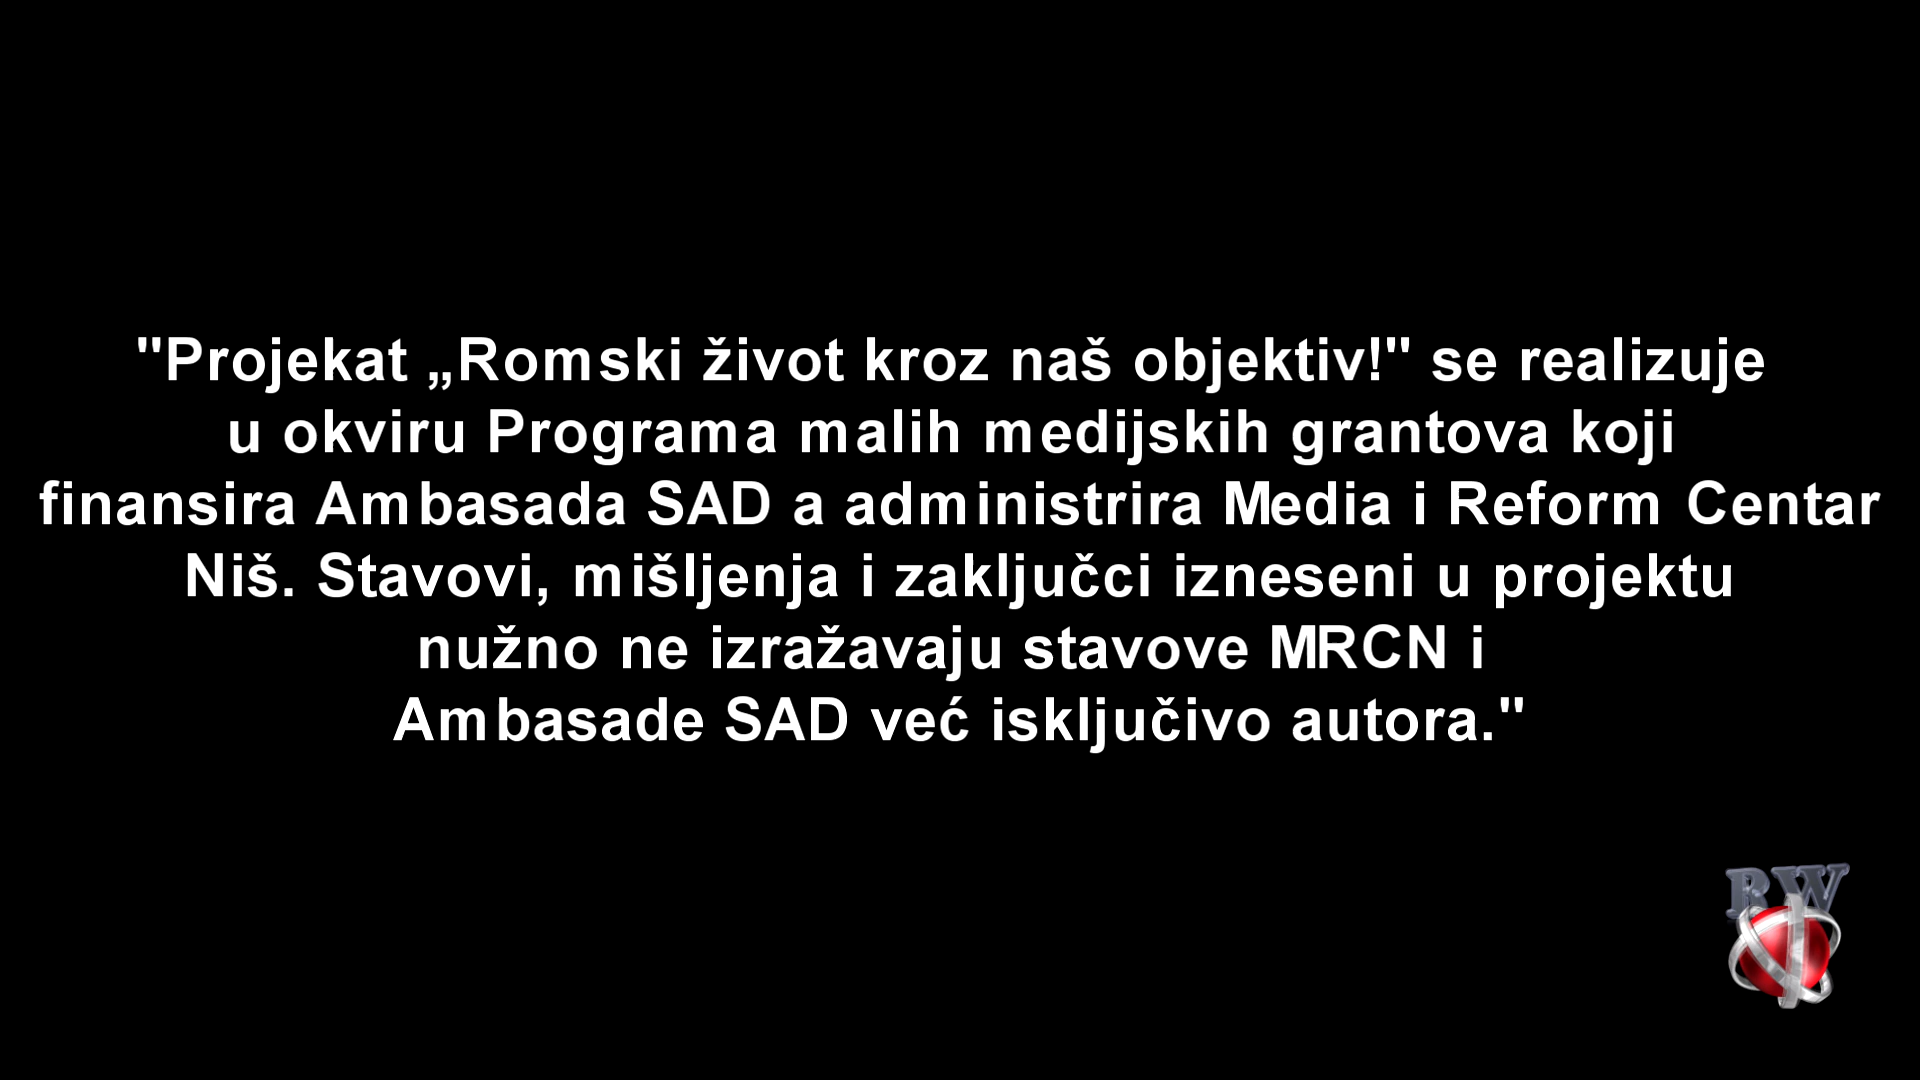 "Projekat „Romski život kroz naš objektiv!" se realizuje
u okviru Programa malih medijskih grantova koji
finansira Ambasada SAD a administrira Media i Reform Centar
Niš. Stavovi, mišljenja i zaključci izneseni u projektu
nužno ne izražavaju stavove MRCN i
Ambasade SAD već isključivo autora."
BW